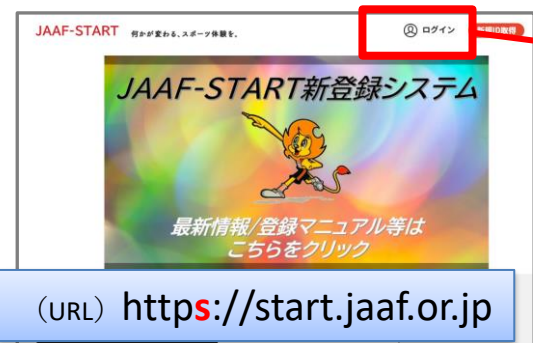 JAAF-START 何かが変わる、スポーツ体験を。 ログイン 新規ID取得
JAAF-START新登録システム
最新情報/登録マニュアル等は
こちらをクリック
（URL）https://start.jaaf.or.jp